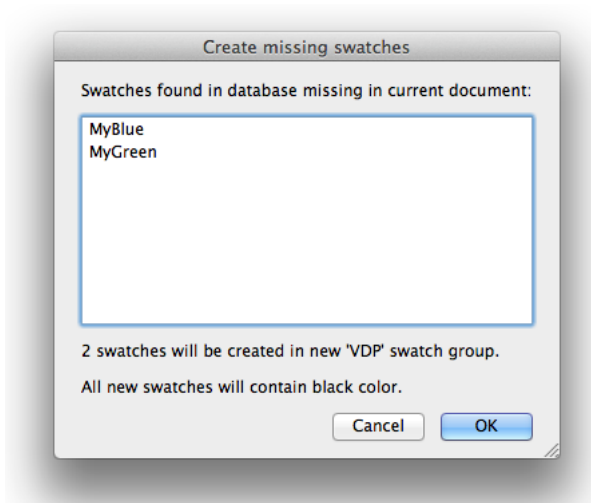 Create missing swatches
Swatches found in database missing in current document:
MyBlue
MyGreen
2 swatches will be created in new 'VDP' swatch group.
All new swatches will contain black color.
Cancel OK